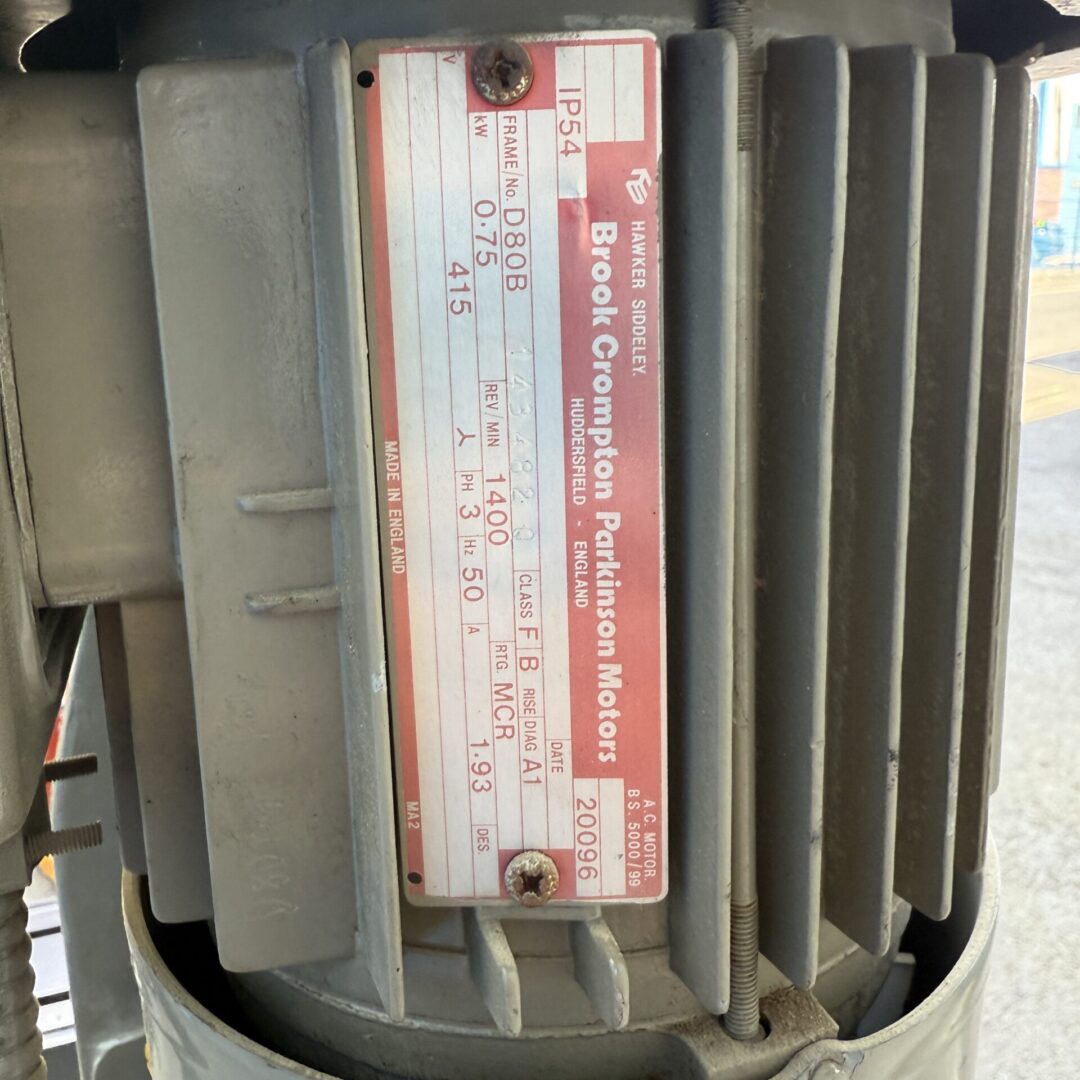 HAWKER SIDDELEY.
A.C. MOTOR.
B S. 5000/99
Brook Crompton Parkinson Motors
HUDDERSFIELD - ENGLAND
20096
IP54
DATE
FRAME/No. D80B CLASS F B RISE DIAG A1
kW 0.75 REV/MIN 1400 RTG. MCR
V 415 人 PH 3 Hz 50 A 1.93 DES.
MADE IN ENGLAND
MA2